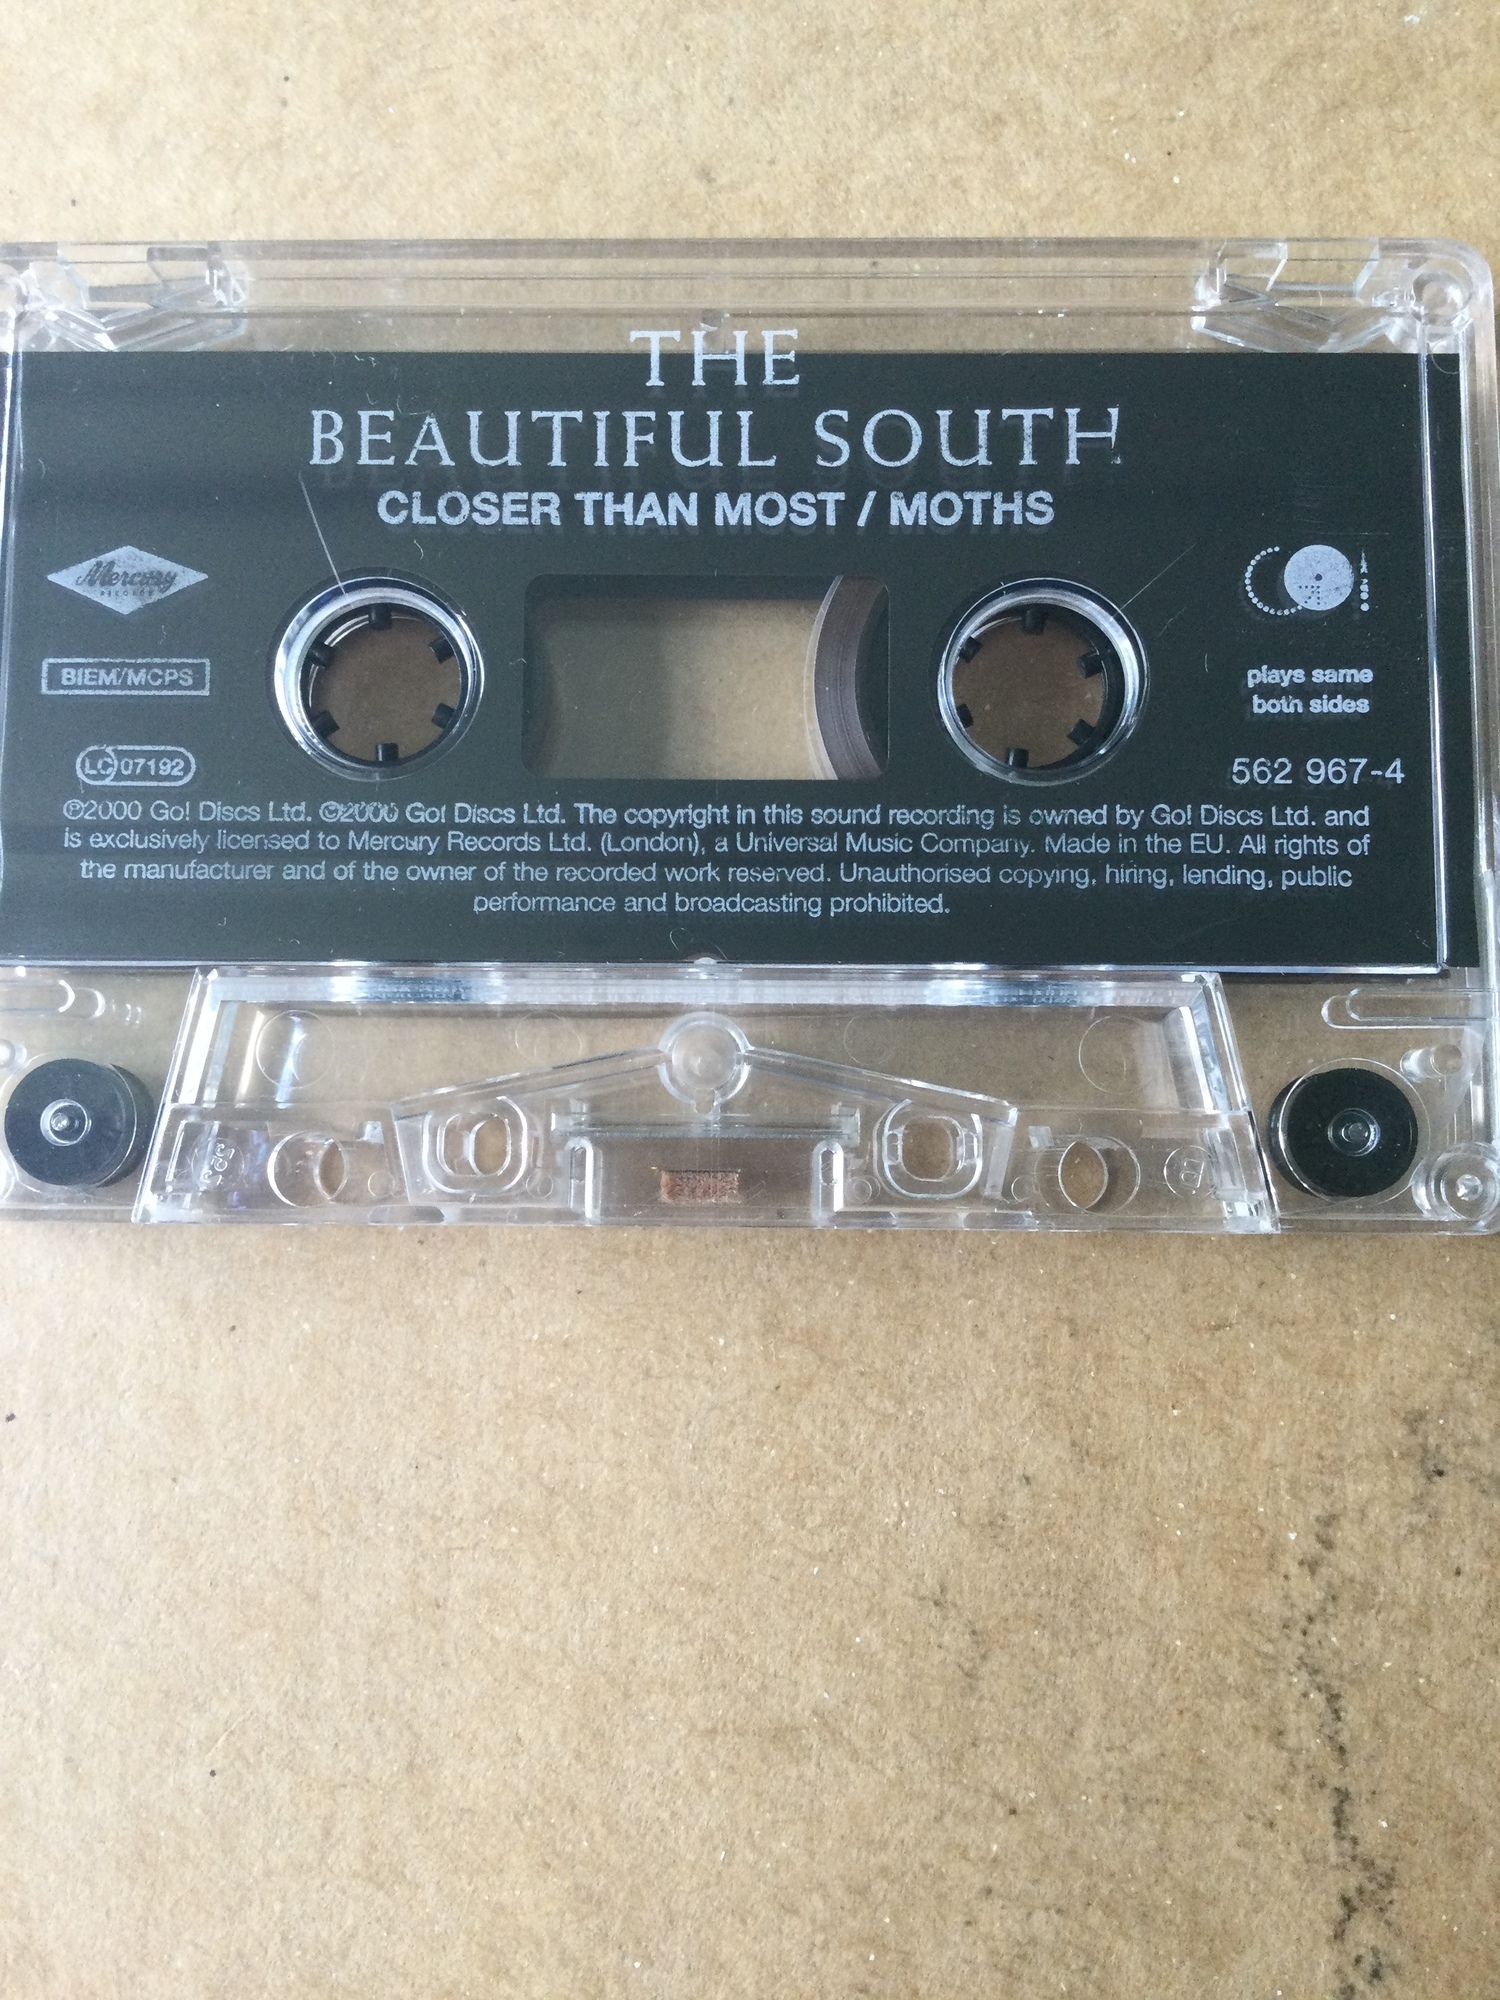 THE
BEAUTIFUL SOUTH
CLOSER THAN MOST / MOTHS
Mercury
RECORDS
BIEM/MCPS
LC 07192
plays same
both sides
562 967-4
℗2000 Go! Discs Ltd. ©2000 Go! Discs Ltd. The copyright in this sound recording is owned by Go! Discs Ltd. and
is exclusively licensed to Mercury Records Ltd. (London), a Universal Music Company. Made in the EU. All rights of
the manufacturer and of the owner of the recorded work reserved. Unauthorised copying, hiring, lending, public
performance and broadcasting prohibited.